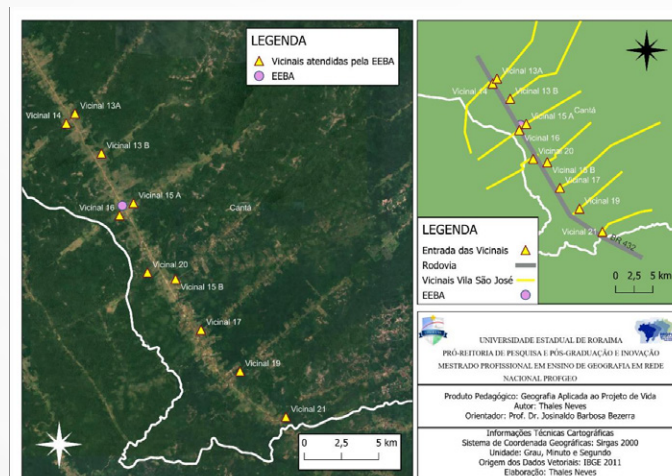 LEGENDA
Vicinais atendidas pela EEBA
EEBA
Vicinal 13A
Vicinal 14
Vicinal 13 B
Vicinal 15 A
Vicinal 16
Cantá
Vicinal 20
Vicinal 15 B
Vicinal 17
Vicinal 19
Vicinal 21
0 2,5 5 km
Vicinal 13A
Vicinal 14
Vicinal 13 B
Vicinal 15 A
Cantá
Vicinal 16
Vicinal 20
Vicinal 15 B
Vicinal 17
Vicinal 19
Vicinal 21
BR 432
LEGENDA
Entrada das Vicinais
Rodovia
Vicinais Vila São José
EEBA
0 2,5 5 km
UNIVERSIDADE ESTADUAL DE RORAIMA
PRÓ-REITORIA DE PESQUISA E PÓS-GRADUAÇÃO E INOVAÇÃO
MESTRADO PROFISSIONAL EM ENSINO DE GEOGRAFIA EM REDE
NACIONAL PROFGEO
Produto Pedagógico: Geografia Aplicada ao Projeto de Vida
Autor: Thales Neves
Orientador: Prof. Dr. Josinaldo Barbosa Bezerra
Informações Técnicas Cartográficas
Sistema de Coordenada Geográficas: Sirgas 2000
Unidade: Grau, Minuto e Segundo
Origem dos Dados Vetoriais: IBGE 2011
Elaboração: Thales Neves